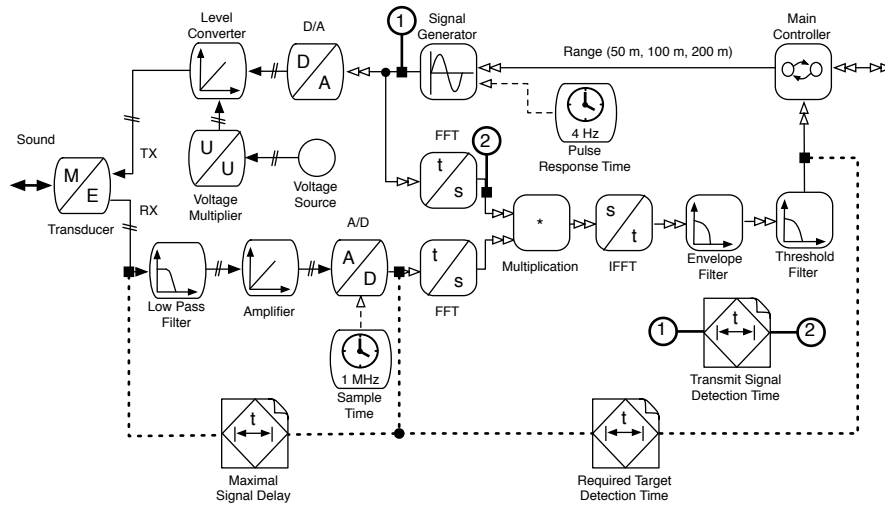 Level
Converter
D/A
1
Signal
Generator
Main
Controller
D
A
Range (50 m, 100 m, 200 m)
4 Hz
Pulse
Response Time
FFT
2
Sound
TX
U
U
Voltage
Multiplier
Voltage
Source
t
s
M
E
Transducer
RX
A/D
*
Multiplication
s
t
IFFT
Envelope
Filter
Threshold
Filter
Low Pass
Filter
Amplifier
A
D
t
s
FFT
1 MHz
Sample
Time
1
t
2
Transmit Signal
Detection Time
t
Maximal
Signal Delay
t
Required Target
Detection Time